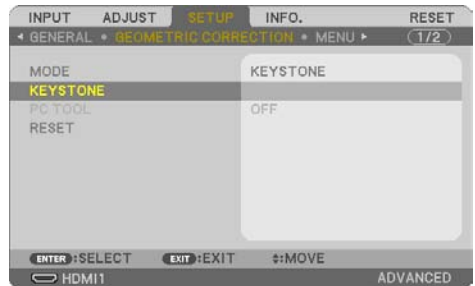 INPUT ADJUST SETUP INFO. RESET
◂ GENERAL • GEOMETRIC CORRECTION • MENU ▸ (1/2)
MODE KEYSTONE
KEYSTONE
PC TOOL OFF
RESET
ENTER :SELECT EXIT :EXIT ↕:MOVE
HDMI1 ADVANCED